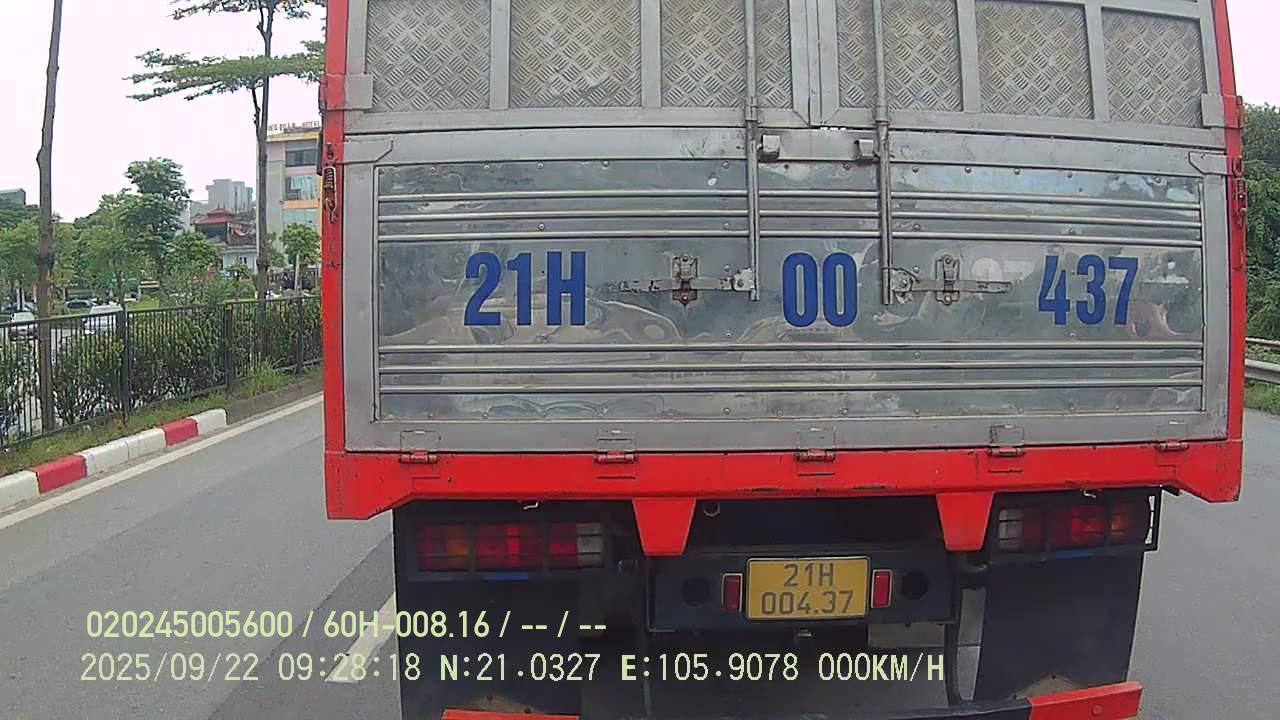 21H 00 437
21H
004.37
020245005600 / 60H-008.16 / -- / --
2025/09/22 09:28:18 N:21.0327 E:105.9078 000KM/H